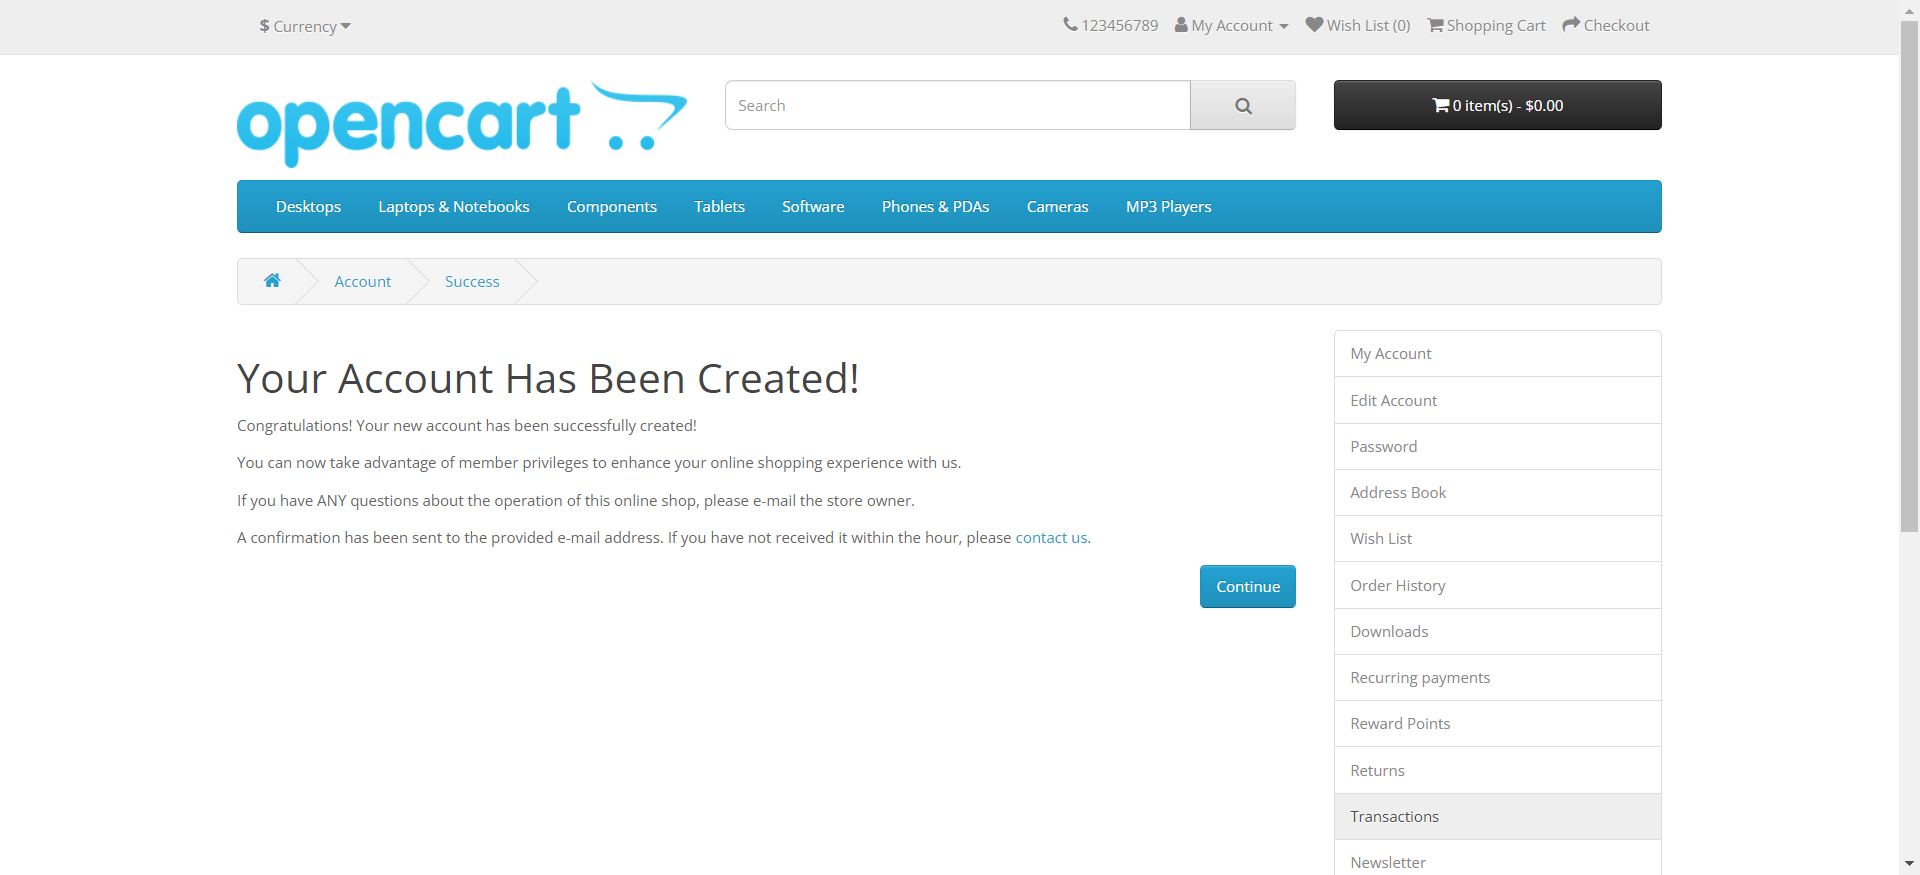 $ Currency
123456789 My Account Wish List (0) Shopping Cart Checkout
opencart
Search
0 item(s) - $0.00
Desktops Laptops & Notebooks Components Tablets Software Phones & PDAs Cameras MP3 Players
Account Success
Your Account Has Been Created!
Congratulations! Your new account has been successfully created!
You can now take advantage of member privileges to enhance your online shopping experience with us.
If you have ANY questions about the operation of this online shop, please e-mail the store owner.
A confirmation has been sent to the provided e-mail address. If you have not received it within the hour, please contact us.
Continue
My Account
Edit Account
Password
Address Book
Wish List
Order History
Downloads
Recurring payments
Reward Points
Returns
Transactions
Newsletter